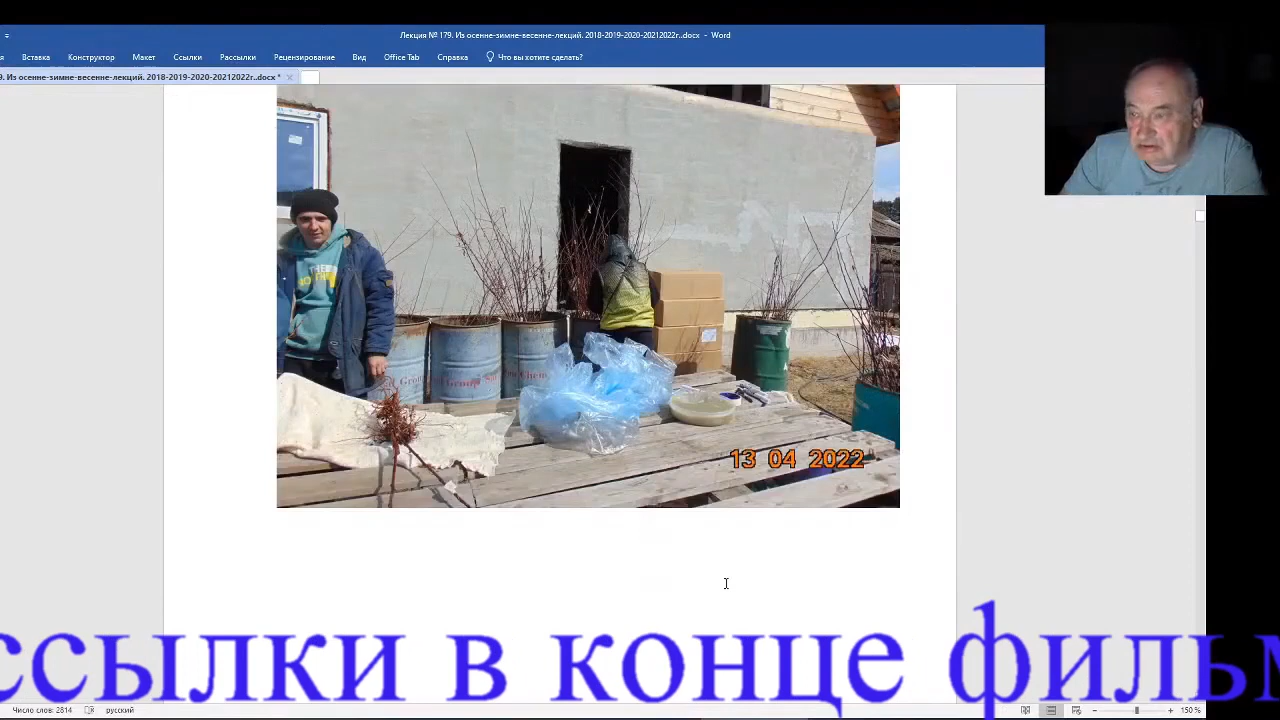 Лекция № 179. Из осенне-зимне-весенне-лекций. 2018-2019-2020-20212022г..docx - Word
Вставка Конструктор Макет Ссылки Рассылки Рецензирование Вид Office Tab Справка Что вы хотите сделать?
9. Из осенне-зимне-весенне-лекций. 2018-2019-2020-20212022г..docx *
THE
13 04 2022
ссылки в конце фильм
Число слов: 2814 русский 150 %